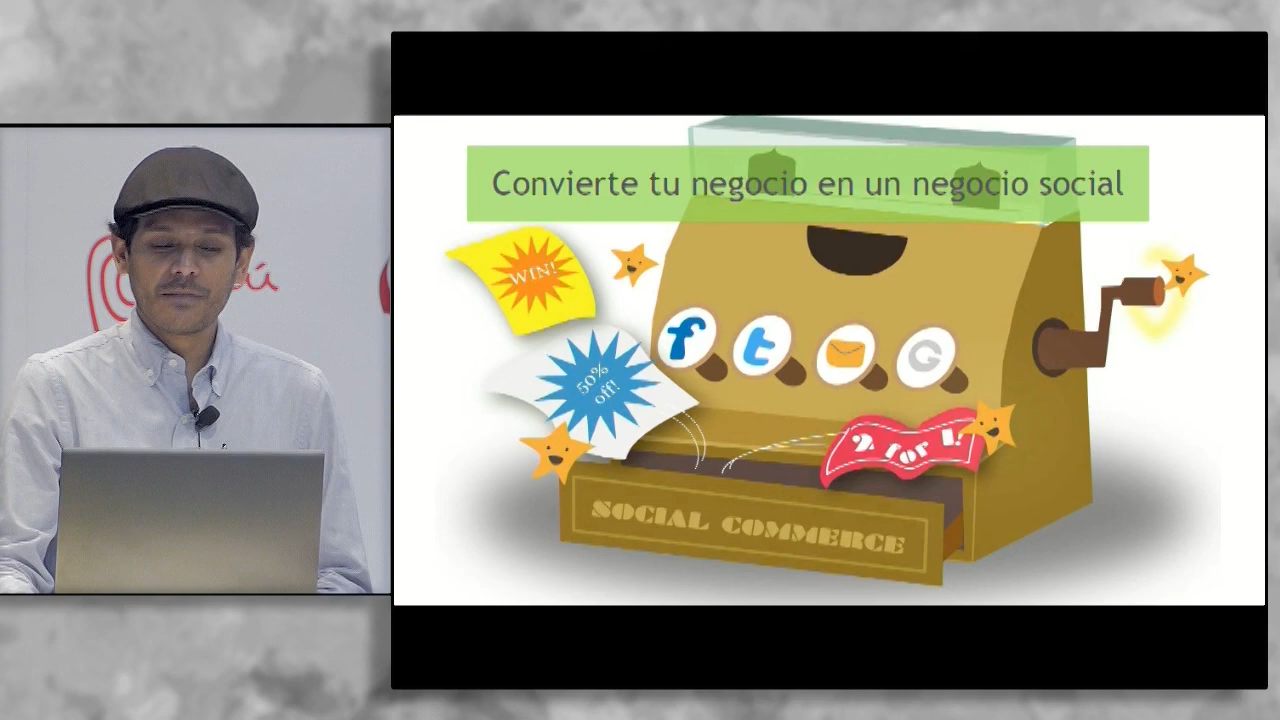 Convierte tu negocio en un negocio social
WIN!
50%
off!
f
t
G
2 for 1!
SOCIAL COMMERCE